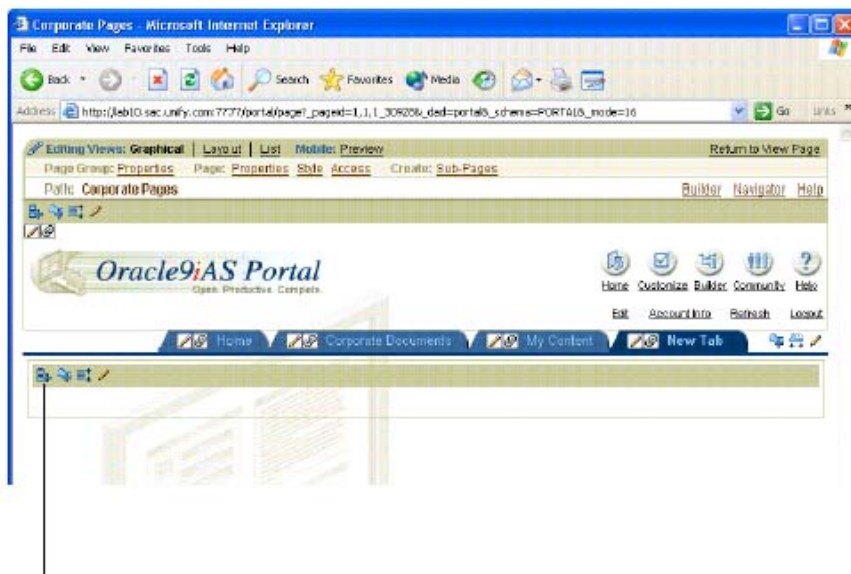 Corporate Pages - Microsoft Internet Explorer
File Edit View Favorites Tools Help
Back Search Favorites Media
Address http://lab10.sec.unify.com:7777/portal/page?_pageid=1,1,1_30928&_dad=portal&_schema=PORTAL&_mode=16 Go Links
Editing Views: Graphical | Layout | List Mobile: Preview Return to View Page
Page Group: Properties Page: Properties Style Access Create: Sub-Pages
Path: Corporate Pages Builder Navigator Help
Oracle9iAS Portal
Open. Productive. Complete.
Home Customize Builder Community Help
Edit Account Info Refresh Logout
Home Corporate Documents My Content New Tab